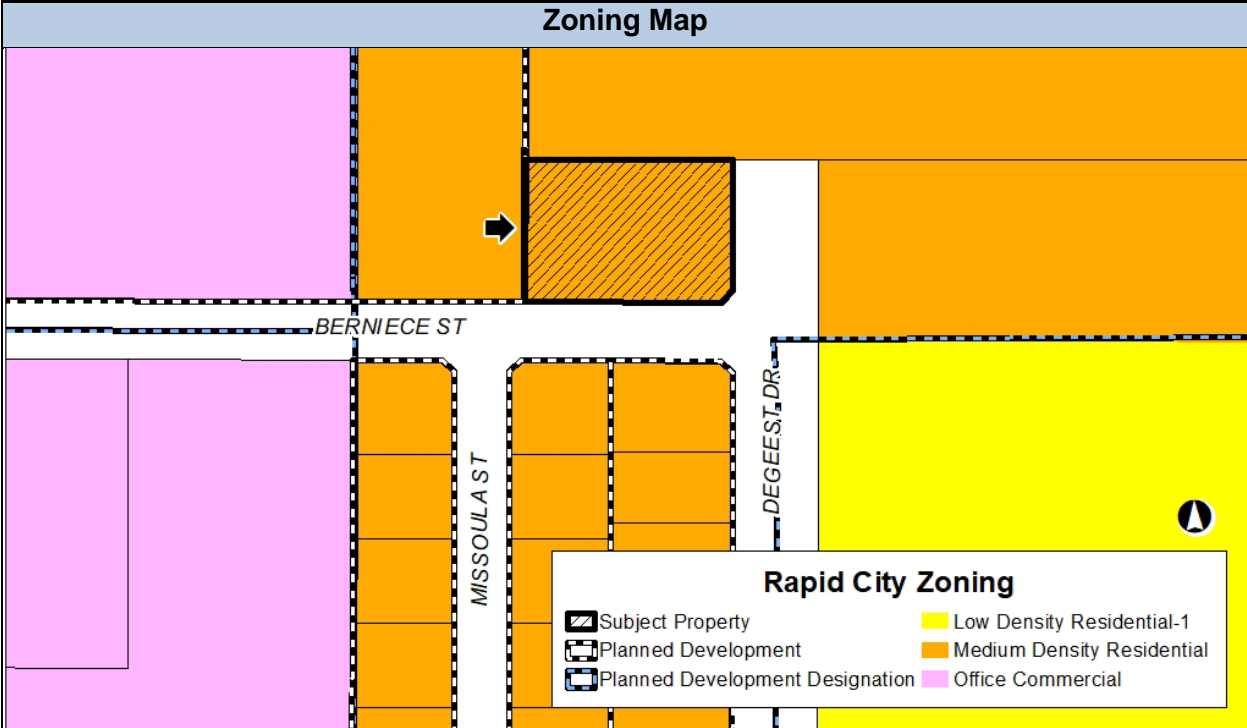 Zoning Map
BERNIECE ST
MISSOULA ST
DEGEEST DR
Rapid City Zoning
Subject Property
Planned Development
Planned Development Designation
Low Density Residential-1
Medium Density Residential
Office Commercial